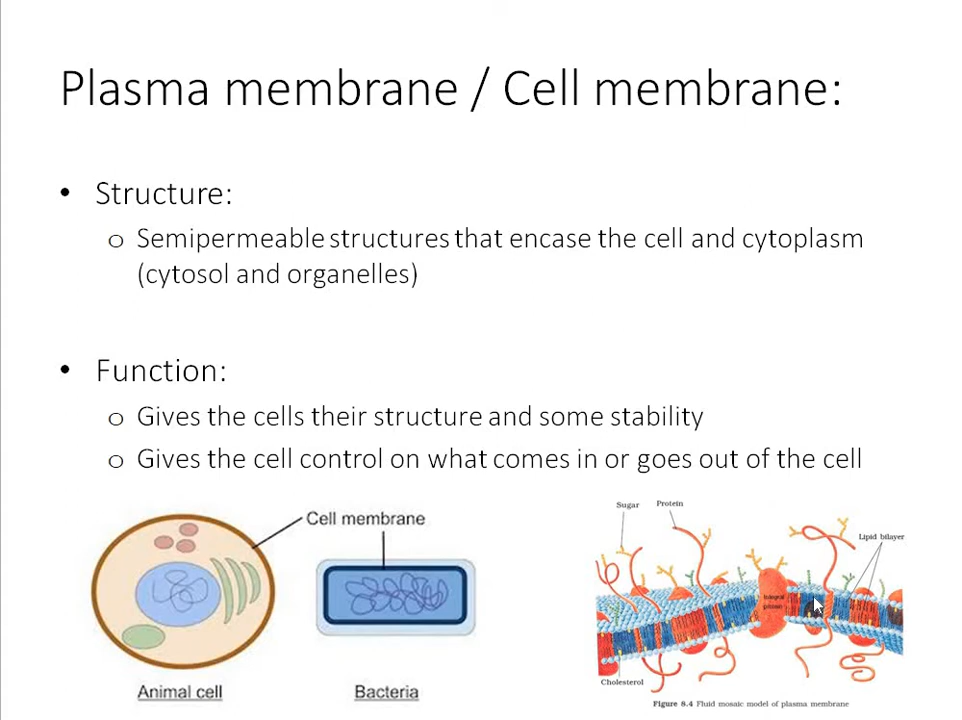 Plasma membrane / Cell membrane:
• Structure:
o Semipermeable structures that encase the cell and cytoplasm
(cytosol and organelles)
• Function:
o Gives the cells their structure and some stability
o Gives the cell control on what comes in or goes out of the cell
Cell membrane
Animal cell
Bacteria
Sugar
Protein
Lipid bilayer
Integral
protein
Cholesterol
Figure 8.4 Fluid mosaic model of plasma membrane